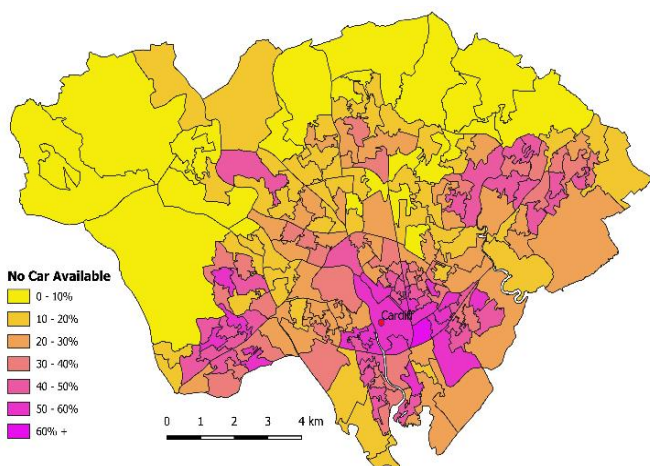 No Car Available
0 - 10%
10 - 20%
20 - 30%
30 - 40%
40 - 50%
50 - 60%
60% +
Cardiff
0 1 2 3 4 km